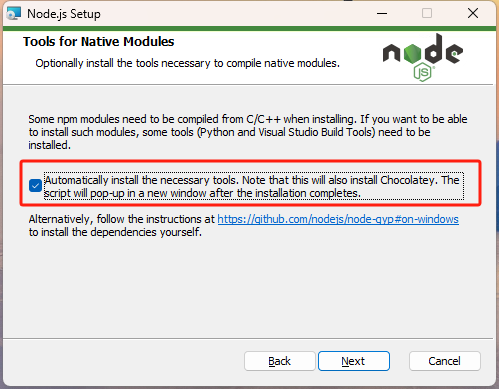 Node.js Setup
Tools for Native Modules
Optionally install the tools necessary to compile native modules.
node
JS
Some npm modules need to be compiled from C/C++ when installing. If you want to be able
to install such modules, some tools (Python and Visual Studio Build Tools) need to be
installed.
Automatically install the necessary tools. Note that this will also install Chocolatey. The
script will pop-up in a new window after the installation completes.
Alternatively, follow the instructions at https://github.com/nodejs/node-gyp#on-windows
to install the dependencies yourself.
Back Next Cancel